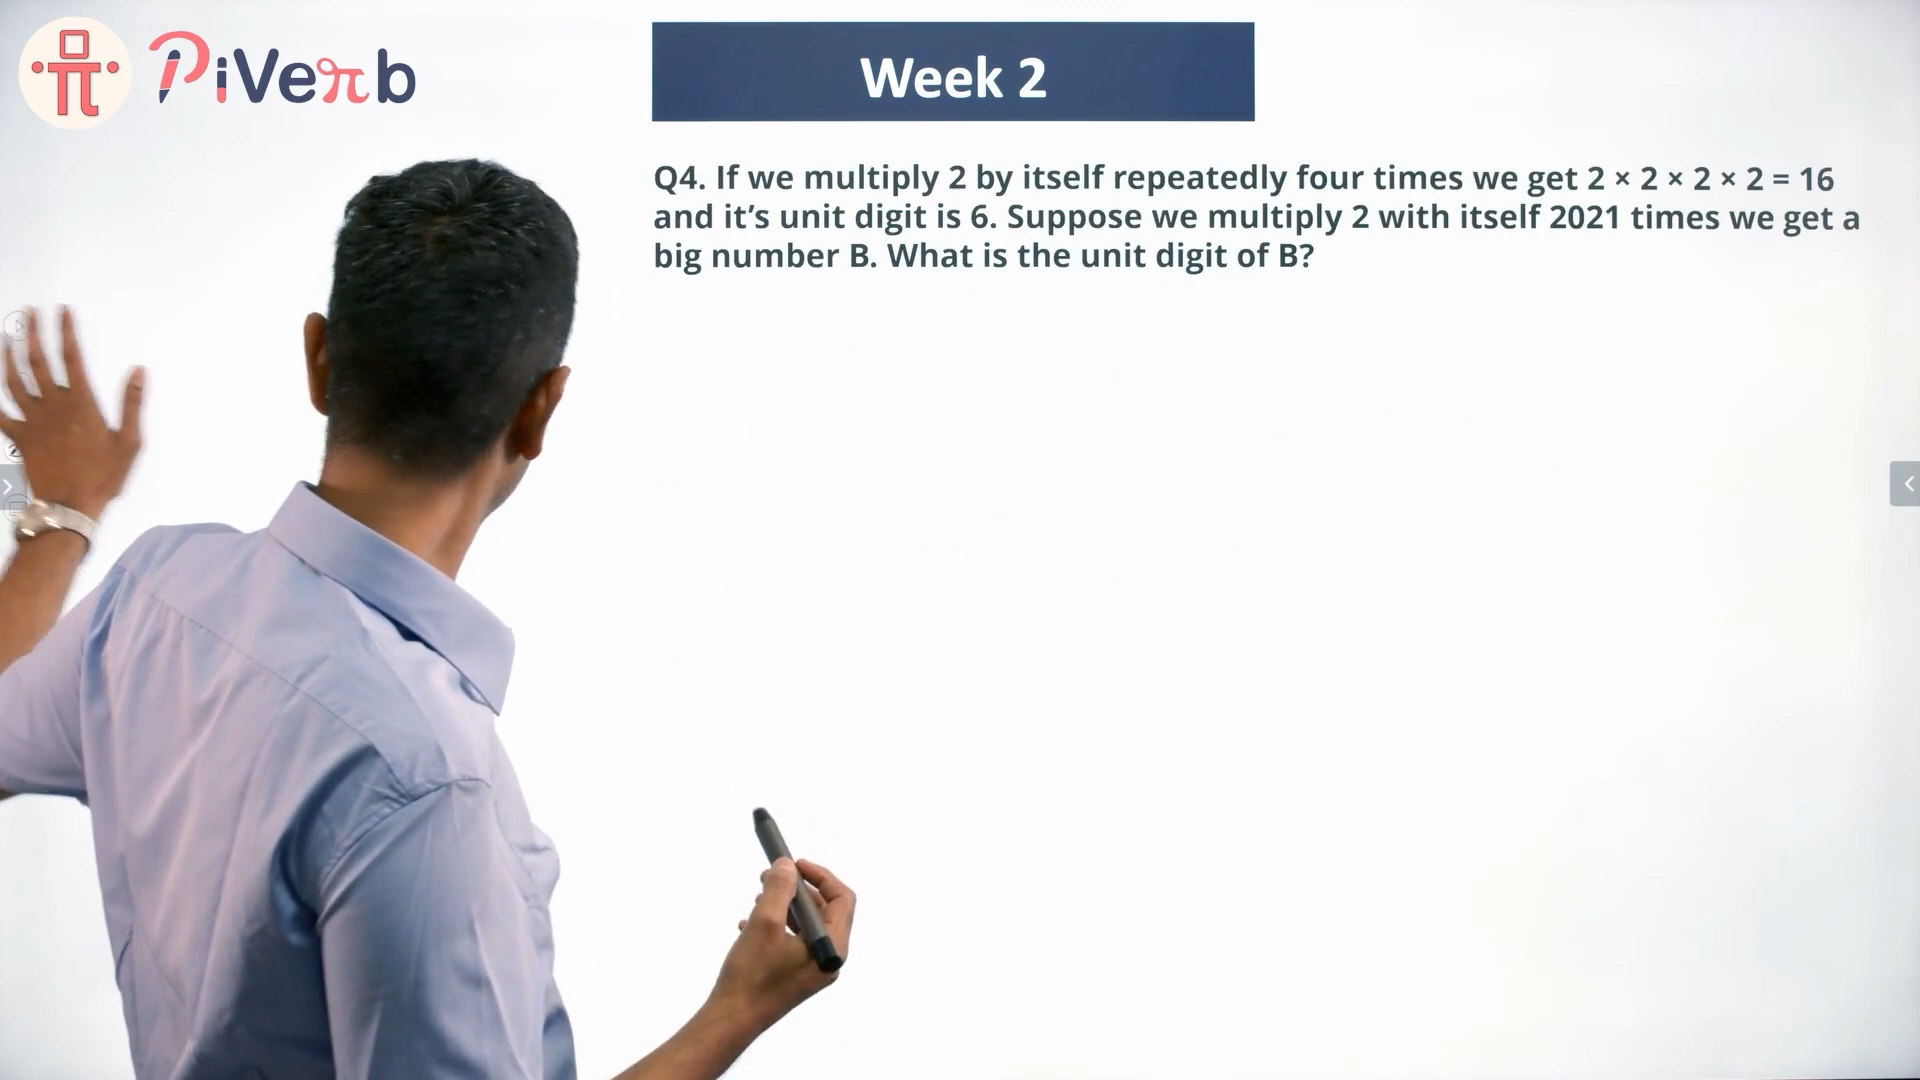 PiVerb
Week 2
Q4. If we multiply 2 by itself repeatedly four times we get 2 × 2 × 2 × 2 = 16
and it’s unit digit is 6. Suppose we multiply 2 with itself 2021 times we get a
big number B. What is the unit digit of B?